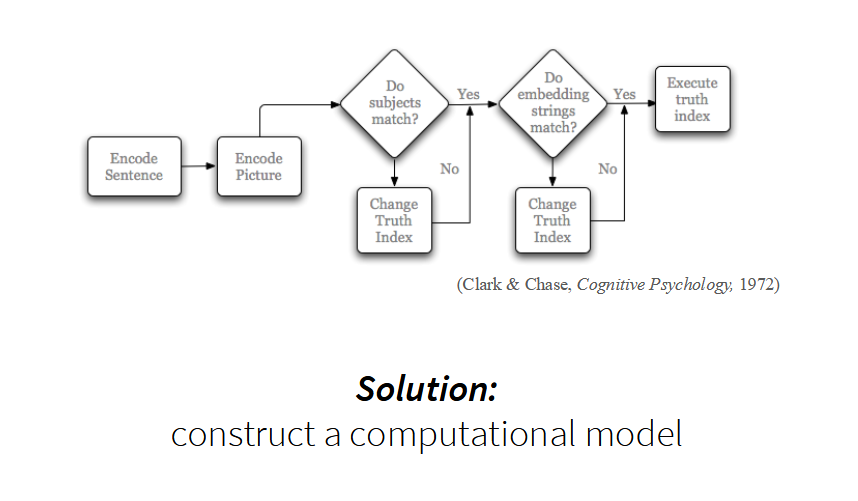 Encode
Sentence
Encode
Picture
Do
subjects
match?
Yes
No
Change
Truth
Index
Do
embedding
strings
match?
Yes
No
Change
Truth
Index
Execute
truth
index
(Clark & Chase, Cognitive Psychology, 1972)
Solution:
construct a computational model